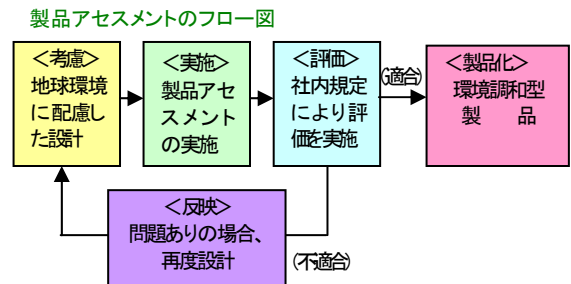 製品アセスメントのフロー図
＜考慮＞
地球環境
に配慮し
た設計
＜実施＞
製品アセ
スメント
の実施
＜評価＞
社内規定
により評
価を実施
(適合)
＜製品化＞
環境調和型
製　　品
＜反映＞
問題ありの場合、
再度設計
(不適合)